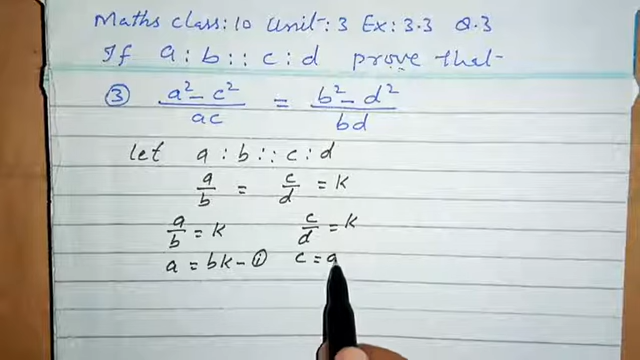 Maths class: 10 Unit: 3 Ex: 3.3 Q.3
If a : b :: c : d prove that
③ a² - c² / ac = b² - d² / bd
let a : b :: c : d
a/b = c/d = K
a/b = K c/d = K
a = bK - ① c =